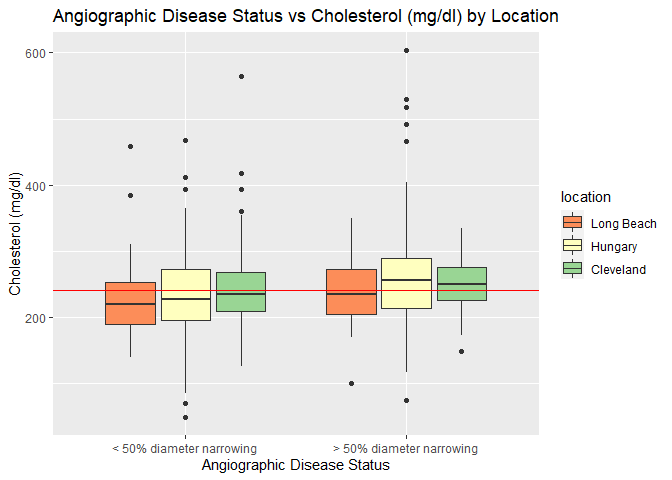 Angiographic Disease Status vs Cholesterol (mg/dl) by Location
Cholesterol (mg/dl)
600
400
200
< 50% diameter narrowing
> 50% diameter narrowing
Angiographic Disease Status
location
Long Beach
Hungary
Cleveland